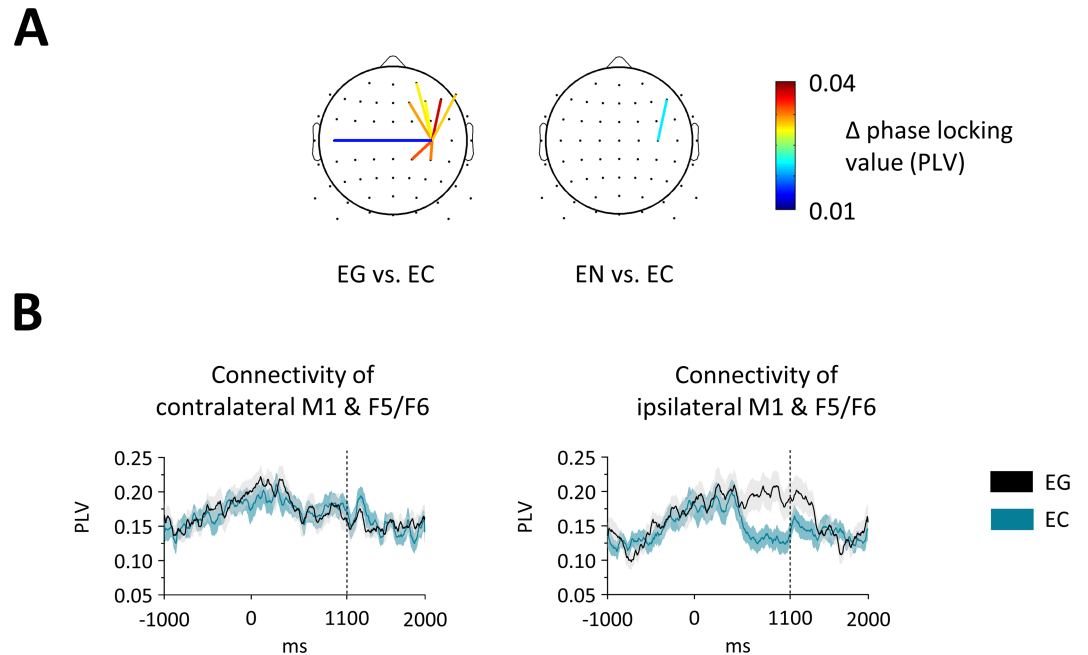 A
0.04
Δ phase locking
value (PLV)
0.01
EG vs. EC
EN vs. EC
B
Connectivity of
contralateral M1 & F5/F6
Connectivity of
ipsilateral M1 & F5/F6
0.25
0.20
0.15
0.10
0.05
PLV
-1000
0
1100
2000
ms
0.25
0.20
0.15
0.10
0.05
PLV
-1000
0
1100
2000
ms
EG
EC